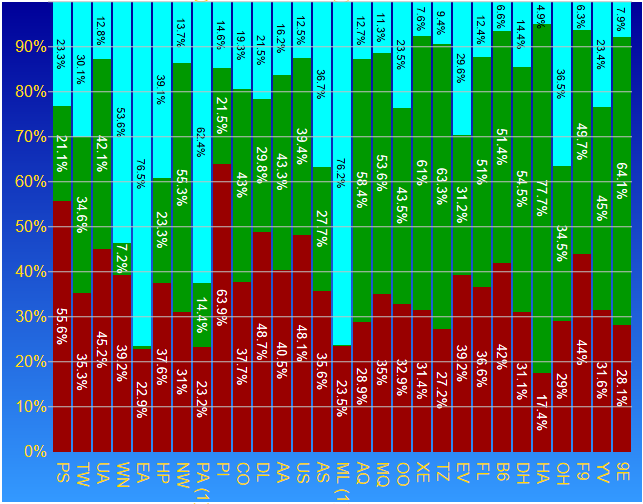 90%
80%
70%
60%
50%
40%
30%
20%
10%
0%
23.3% 30.1% 12.8% 53.6% 76.5% 39.1% 13.7% 62.4% 14.6% 19.3% 21.5% 16.2% 12.5% 36.7% 76.2% 12.7% 11.3% 23.5% 7.6% 9.4% 29.6% 12.4% 6.6% 14.4% 4.9% 36.5% 6.3% 23.4% 7.9%
21.1% 34.6% 42.1% 7.2% 23.3% 55.3% 14.4% 21.5% 43% 29.8% 43.3% 39.4% 27.7% 58.4% 53.6% 43.5% 61% 63.3% 31.2% 51% 51.4% 54.5% 77.7% 34.5% 49.7% 45% 64.1%
55.6% 35.3% 45.2% 39.2% 22.9% 37.6% 31% 23.2% 63.9% 37.7% 48.7% 40.5% 48.1% 35.6% 23.5% 28.9% 35% 32.9% 31.4% 27.2% 39.2% 36.6% 42% 31.1% 17.4% 29% 44% 31.6% 28.1%
PS TW UA WN EA HP NW PA (1 PI CO DL AA US AS ML (1 AQ MQ OO XE TZ EV FL B6 DH HA OH F9 YV 9E